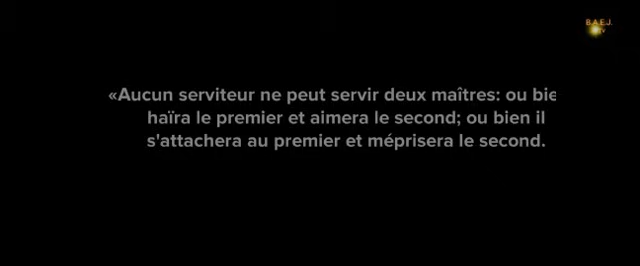 B.A.E.J.
TV
«Aucun serviteur ne peut servir deux maîtres: ou bie
haïra le premier et aimera le second; ou bien il
s'attachera au premier et méprisera le second.